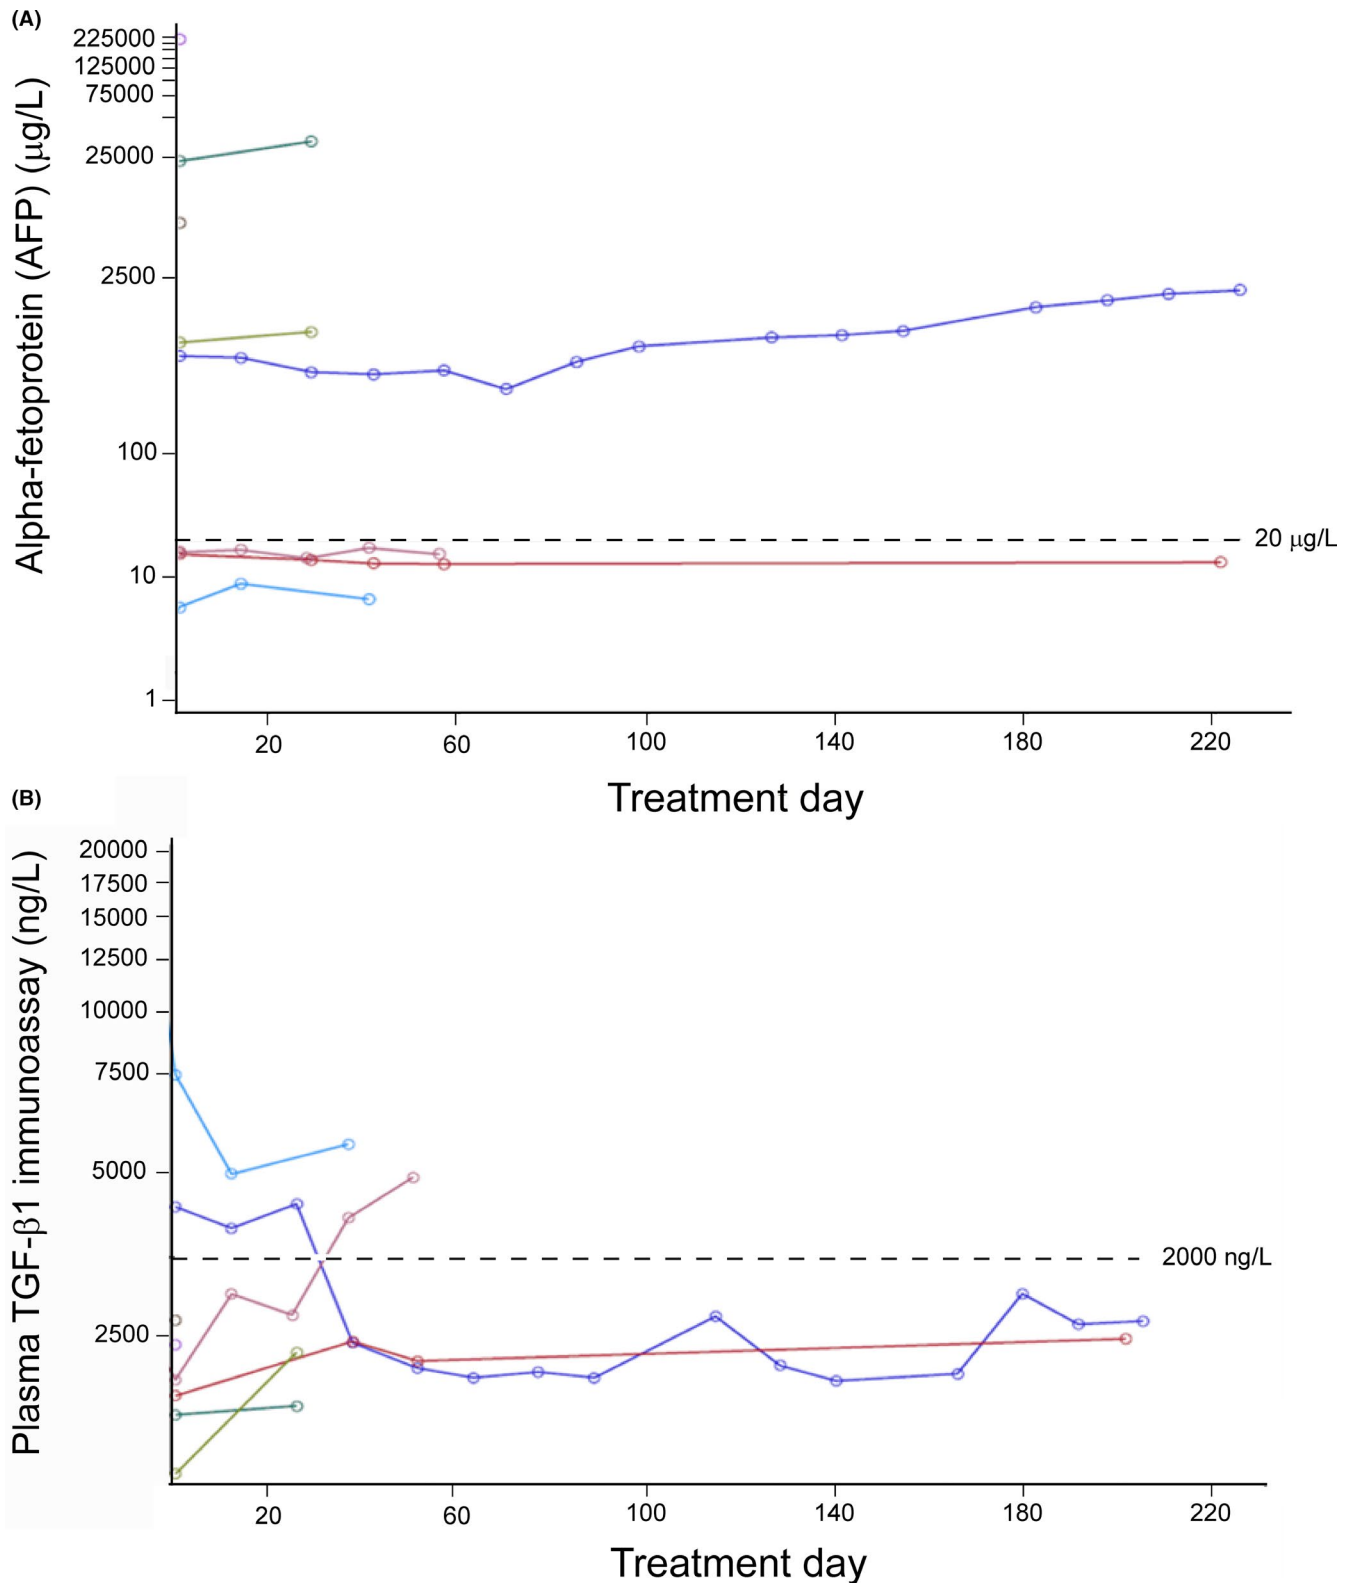 (A)
Alpha-fetoprotein (AFP) (μg/L)
225000
125000
75000
25000
2500
100
10
1
20 μg/L
20 60 100 140 180 220
Treatment day
(B)
Plasma TGF-β1 immunoassay (ng/L)
20000
17500
15000
12500
10000
7500
5000
2500
2000 ng/L
20 60 100 140 180 220
Treatment day